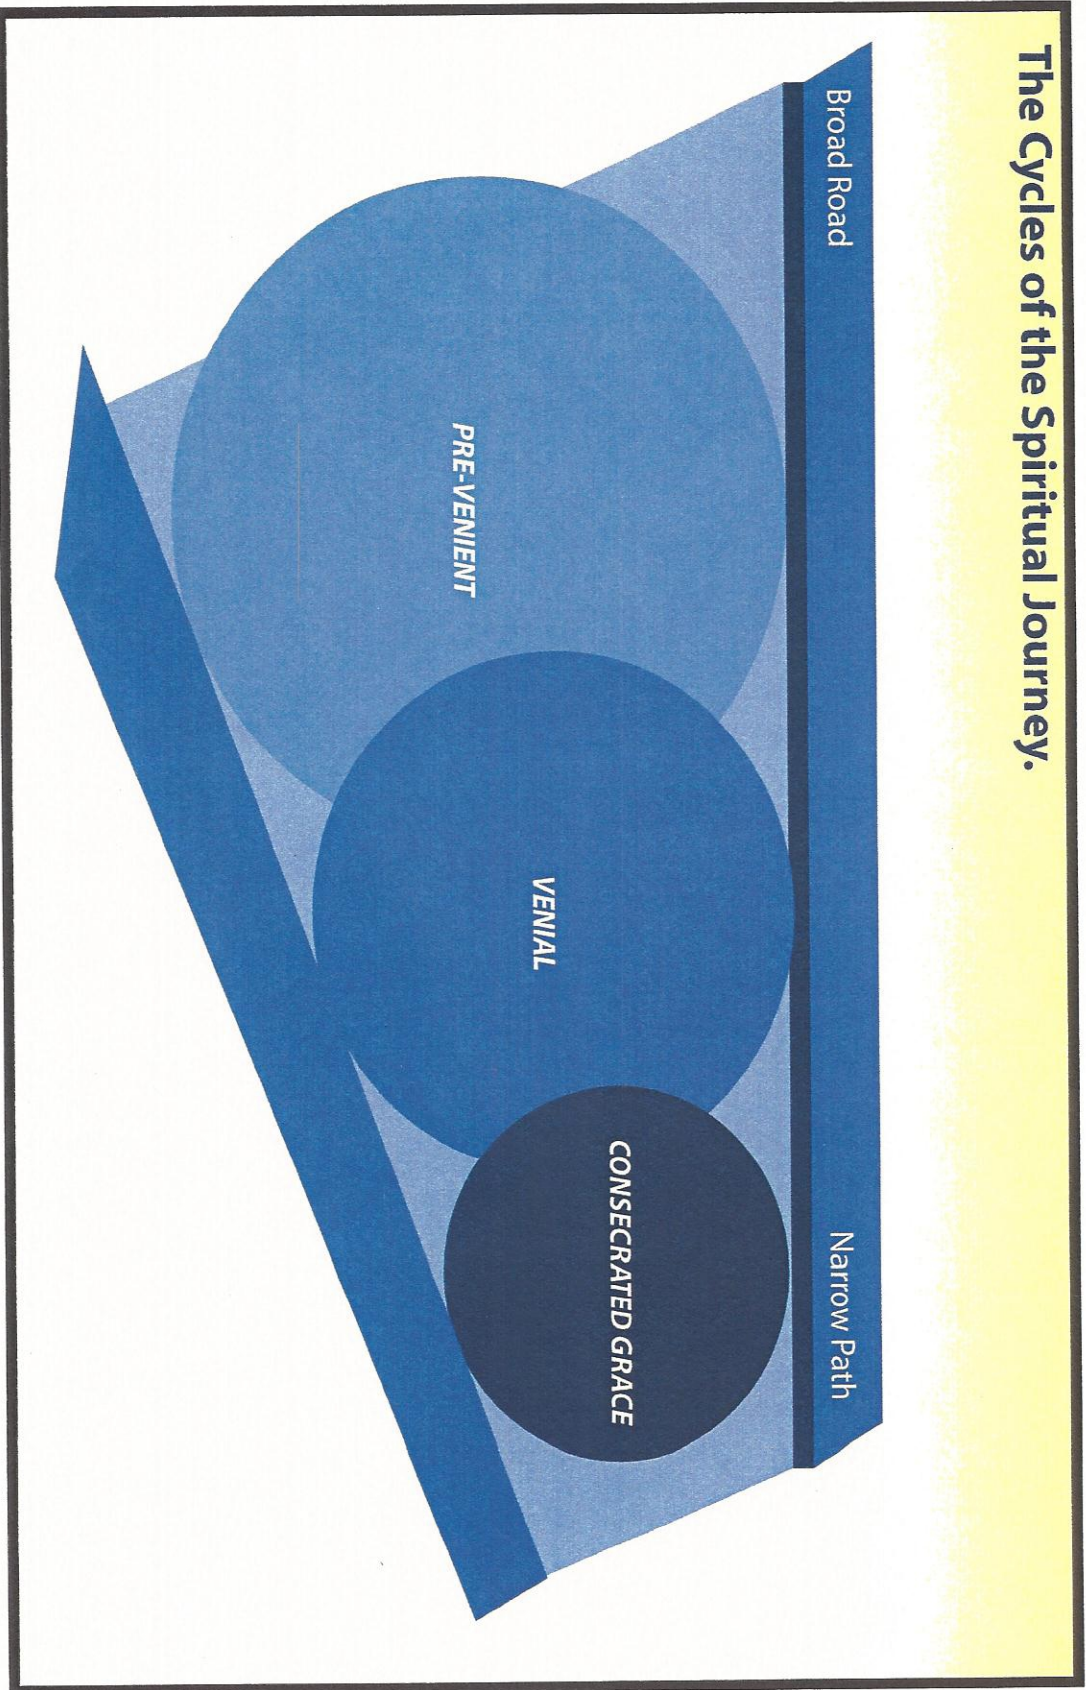 The Cycles of the Spiritual Journey.
Broad Road
Narrow Path
PRE-VENIENT
VENIAL
CONSECRATED GRACE